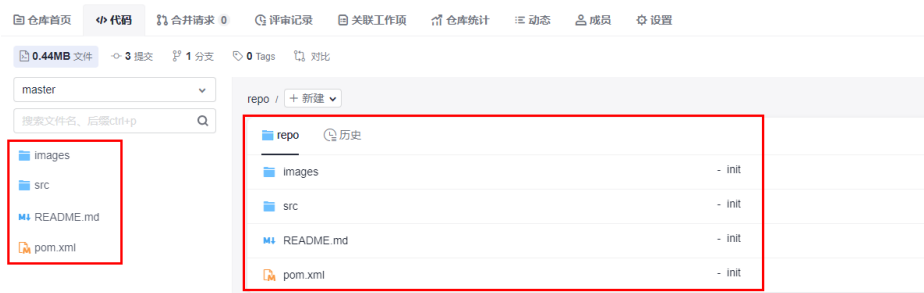 仓库首页 代码 合并请求 0 评审记录 关联工作项 仓库统计 动态 成员 设置
0.44MB 文件 3 提交 1 分支 0 Tags 对比
master
搜索文件名、后缀ctrl+p
images
src
README.md
pom.xml
repo / + 新建
repo 历史
images - init
src - init
README.md - init
pom.xml - init